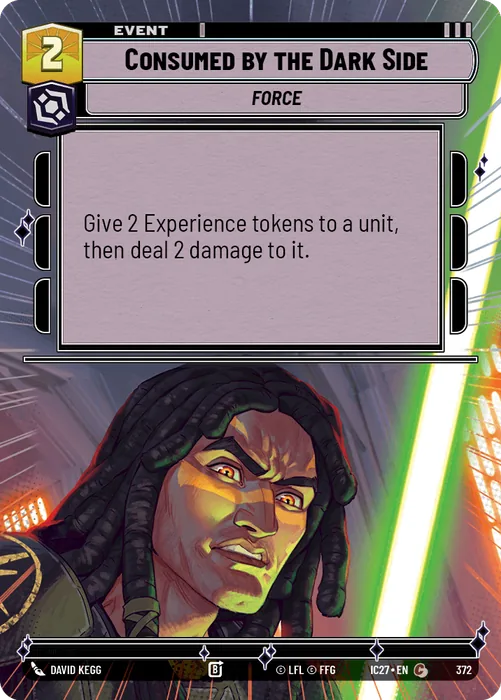 EVENT
2
CONSUMED BY THE DARK SIDE
FORCE
Give 2 Experience tokens to a unit,
then deal 2 damage to it.
DAVID KEGG
© LFL © FFG
IC27 • EN
C
372